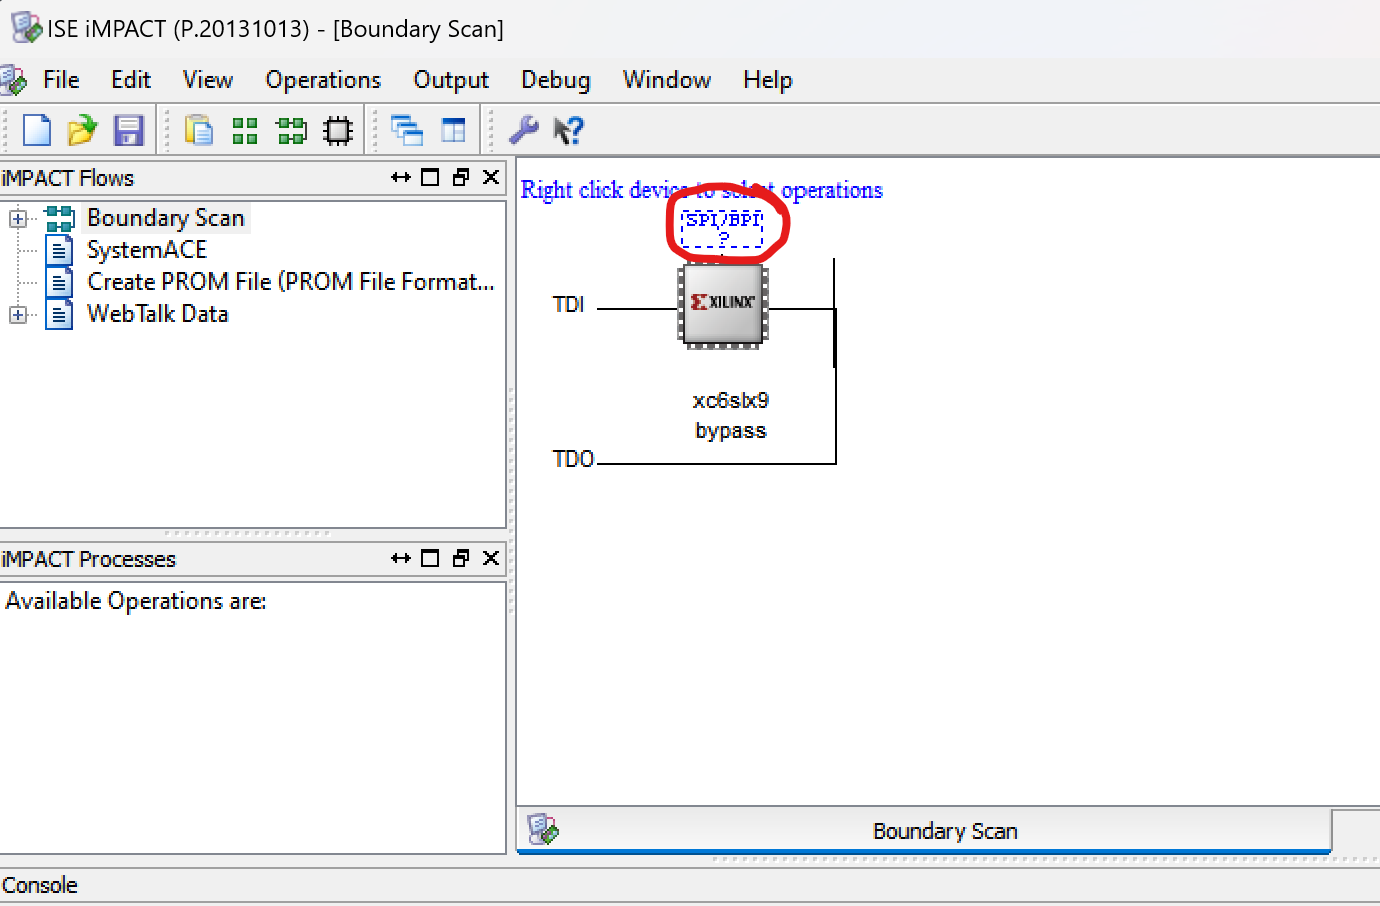 ISE iMPACT (P.20131013) - [Boundary Scan]
File Edit View Operations Output Debug Window Help
iMPACT Flows
Boundary Scan
SystemACE
Create PROM File (PROM File Format...
WebTalk Data
iMPACT Processes
Available Operations are:
Right click device to select operations
SPI/BPI
?
TDI
XILINX
xc6slx9
bypass
TDO
Boundary Scan
Console